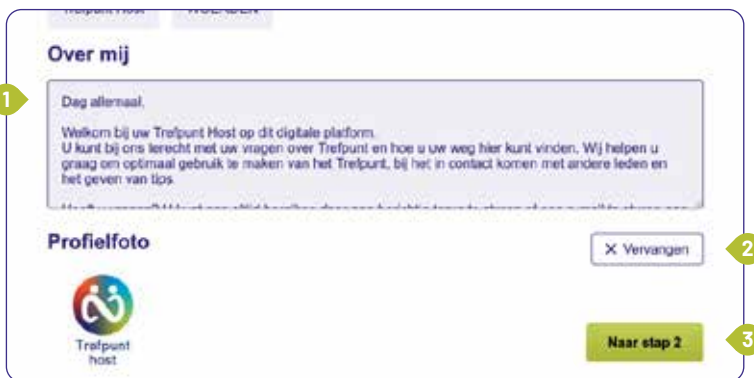 Trefpunt Host WOERDEN
Over mij
1
Dag allemaal,
Welkom bij uw Trefpunt Host op dit digitale platform.
U kunt bij ons terecht met uw vragen over Trefpunt en hoe u uw weg hier kunt vinden. Wij helpen u
graag om optimaal gebruik te maken van het Trefpunt, bij het in contact komen met andere leden en
het geven van tips.
Profielfoto
Vervangen
2
Trefpunt
host
Naar stap 2
3